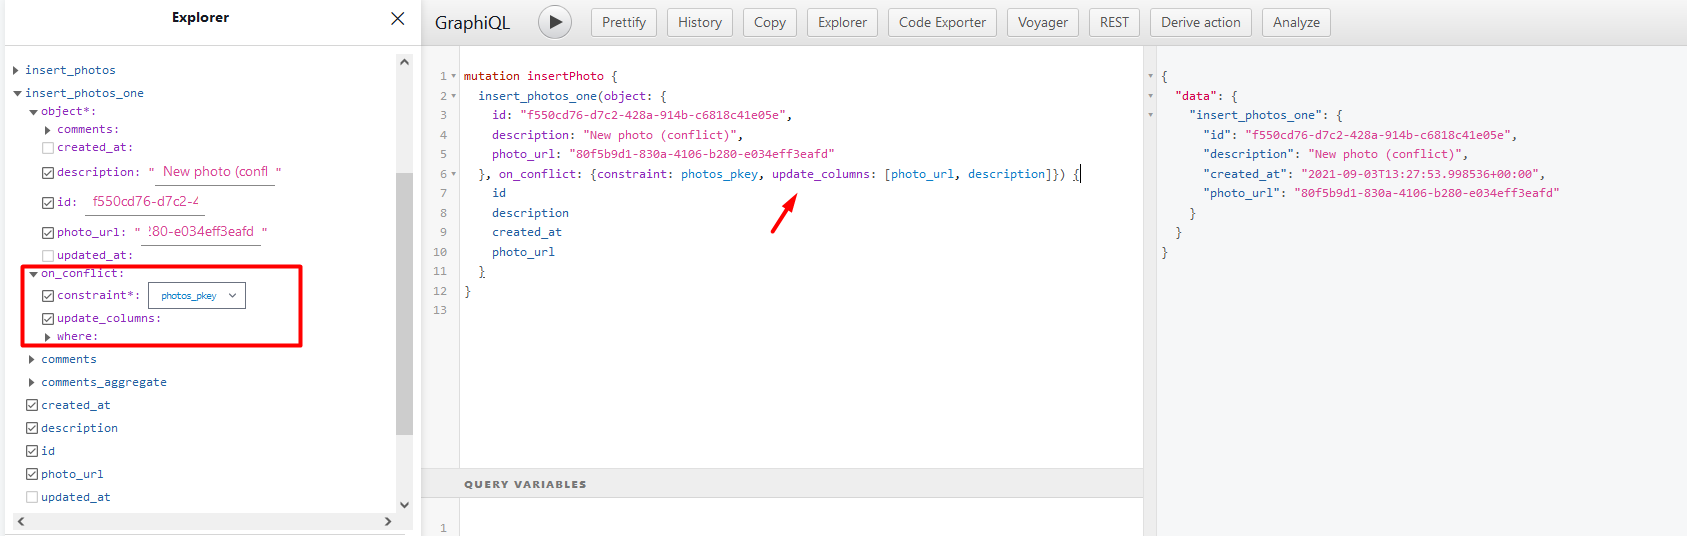 Explorer
insert_photos
insert_photos_one
object*:
comments:
created_at:
description: " New photo (confl "
id: f550cd76-d7c2-4
photo_url: " :80-e034eff3eafd "
updated_at:
on_conflict:
constraint*: photos_pkey
update_columns:
where:
comments
comments_aggregate
created_at
description
id
photo_url
updated_at
GraphiQL Prettify History Copy Explorer Code Exporter Voyager REST Derive action Analyze
1 mutation insertPhoto {
2 insert_photos_one(object: {
3 id: "f550cd76-d7c2-428a-914b-c6818c41e05e",
4 description: "New photo (conflict)",
5 photo_url: "80f5b9d1-830a-4106-b280-e034eff3eafd"
6 }, on_conflict: {constraint: photos_pkey, update_columns: [photo_url, description]}) {
7 id
8 description
9 created_at
10 photo_url
11 }
12 }
13
QUERY VARIABLES
1
{
"data": {
"insert_photos_one": {
"id": "f550cd76-d7c2-428a-914b-c6818c41e05e",
"description": "New photo (conflict)",
"created_at": "2021-09-03T13:27:53.998536+00:00",
"photo_url": "80f5b9d1-830a-4106-b280-e034eff3eafd"
}
}
}